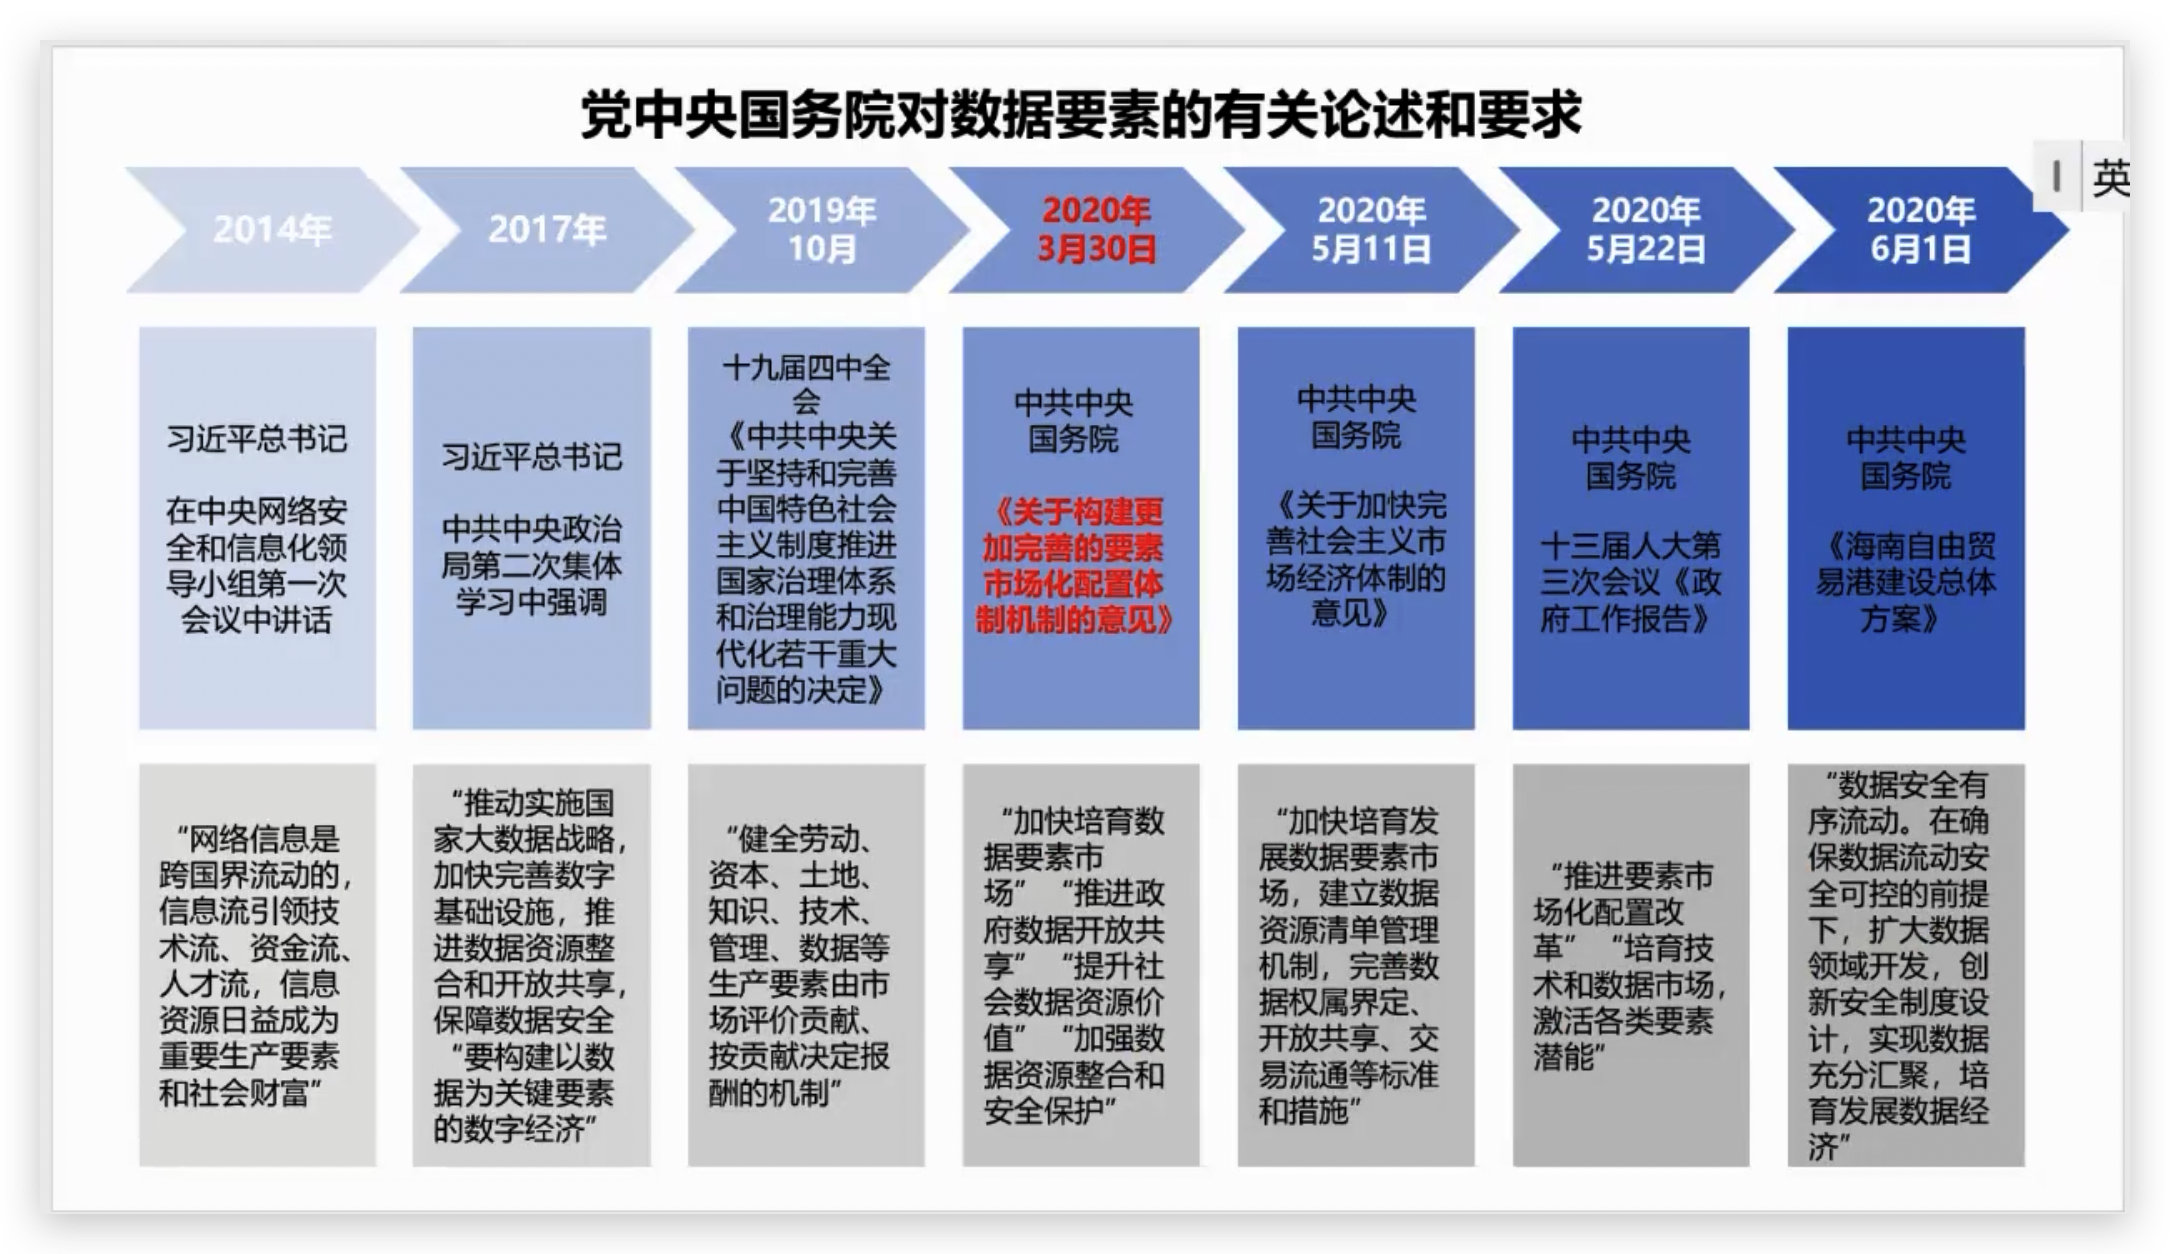 党中央国务院对数据要素的有关论述和要求
英
2014年
2017年
2019年
10月
2020年
3月30日
2020年
5月11日
2020年
5月22日
2020年
6月1日
习近平总书记
在中央网络安
全和信息化领
导小组第一次
会议中讲话
习近平总书记
中共中央政治
局第二次集体
学习中强调
十九届四中全
会
《中共中央关
于坚持和完善
中国特色社会
主义制度推进
国家治理体系
和治理能力现
代化若干重大
问题的决定》
中共中央
国务院
《关于构建更
加完善的要素
市场化配置体
制机制的意见》
中共中央
国务院
《关于加快完
善社会主义市
场经济体制的
意见》
中共中央
国务院
十三届人大第
三次会议《政
府工作报告》
中共中央
国务院
《海南自由贸
易港建设总体
方案》
“网络信息是
跨国界流动的，
信息流引领技
术流、资金流、
人才流，信息
资源日益成为
重要生产要素
和社会财富”
“推动实施国
家大数据战略，
加快完善数字
基础设施，推
进数据资源整
合和开放共享，
保障数据安全
“要构建以数
据为关键要素
的数字经济”
“健全劳动、
资本、土地、
知识、技术、
管理、数据等
生产要素由市
场评价贡献、
按贡献决定报
酬的机制”
“加快培育数
据要素市
场” “推进政
府数据开放共
享” “提升社
会数据资源价
值” “加强数
据资源整合和
安全保护”
“加快培育发
展数据要素市
场，建立数据
资源清单管理
机制，完善数
据权属界定、
开放共享、交
易流通等标准
和措施”
“推进要素市
场化配置改
革” “培育技
术和数据市场，
激活各类要素
潜能”
“数据安全有
序流动。在确
保数据流动安
全可控的前提
下，扩大数据
领域开发，创
新安全制度设
计，实现数据
充分汇聚，培
育发展数据经
济”